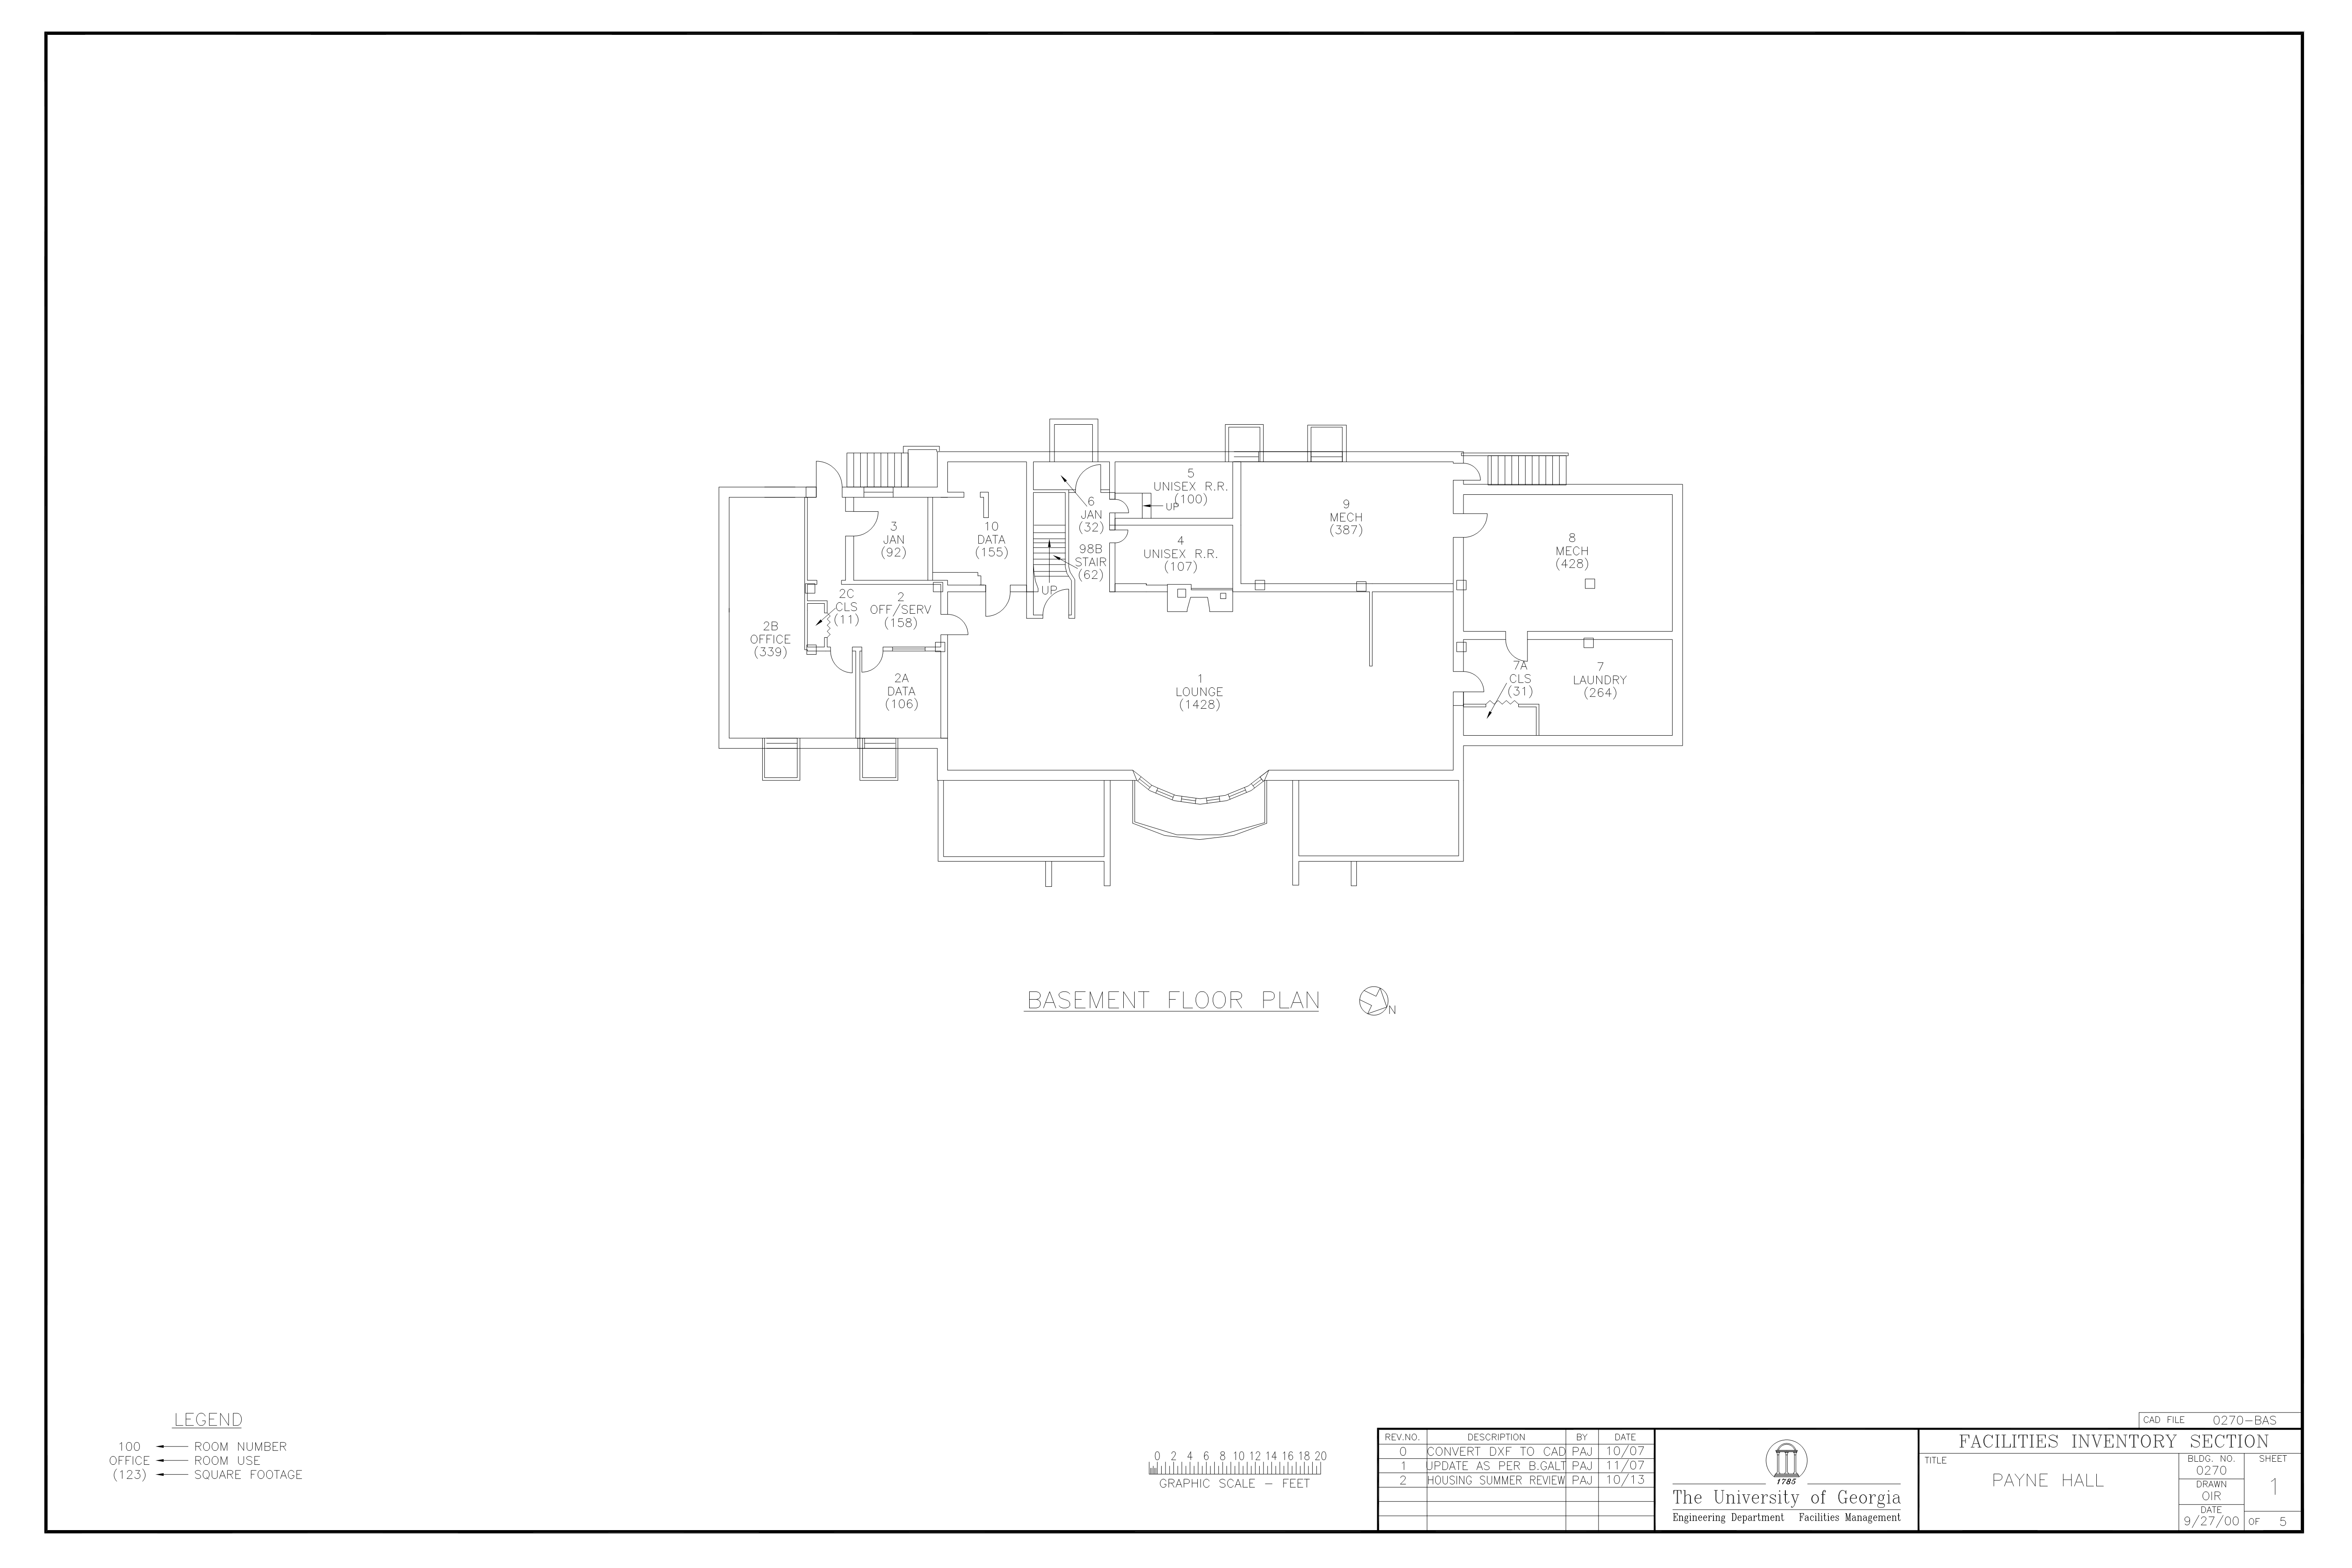 5
UNISEX R.R.
(100)
UP
6
JAN
(32)
9
MECH
(387)
3
JAN
(92)
10
DATA
(155)
98B
STAIR
(62)
UP
4
UNISEX R.R.
(107)
8
MECH
(428)
2C
CLS
(11)
2
OFF/SERV
(158)
2B
OFFICE
(339)
2A
DATA
(106)
1
LOUNGE
(1428)
7A
CLS
(31)
7
LAUNDRY
(264)
BASEMENT FLOOR PLAN
N
LEGEND
100 ROOM NUMBER
OFFICE ROOM USE
(123) SQUARE FOOTAGE
0 2 4 6 8 10 12 14 16 18 20
GRAPHIC SCALE - FEET
REV.NO. DESCRIPTION BY DATE
0 CONVERT DXF TO CAD PAJ 10/07
1 UPDATE AS PER B.GALT PAJ 11/07
2 HOUSING SUMMER REVIEW PAJ 10/13
1785
The University of Georgia
Engineering Department Facilities Management
CAD FILE 0270-BAS
FACILITIES INVENTORY SECTION
TITLE
PAYNE HALL
BLDG. NO.
0270
DRAWN
OIR
DATE
9/27/00
SHEET
1
OF 5